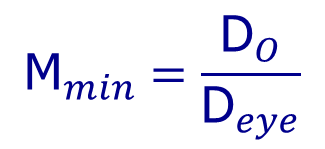 M_min = D_O / D_eye